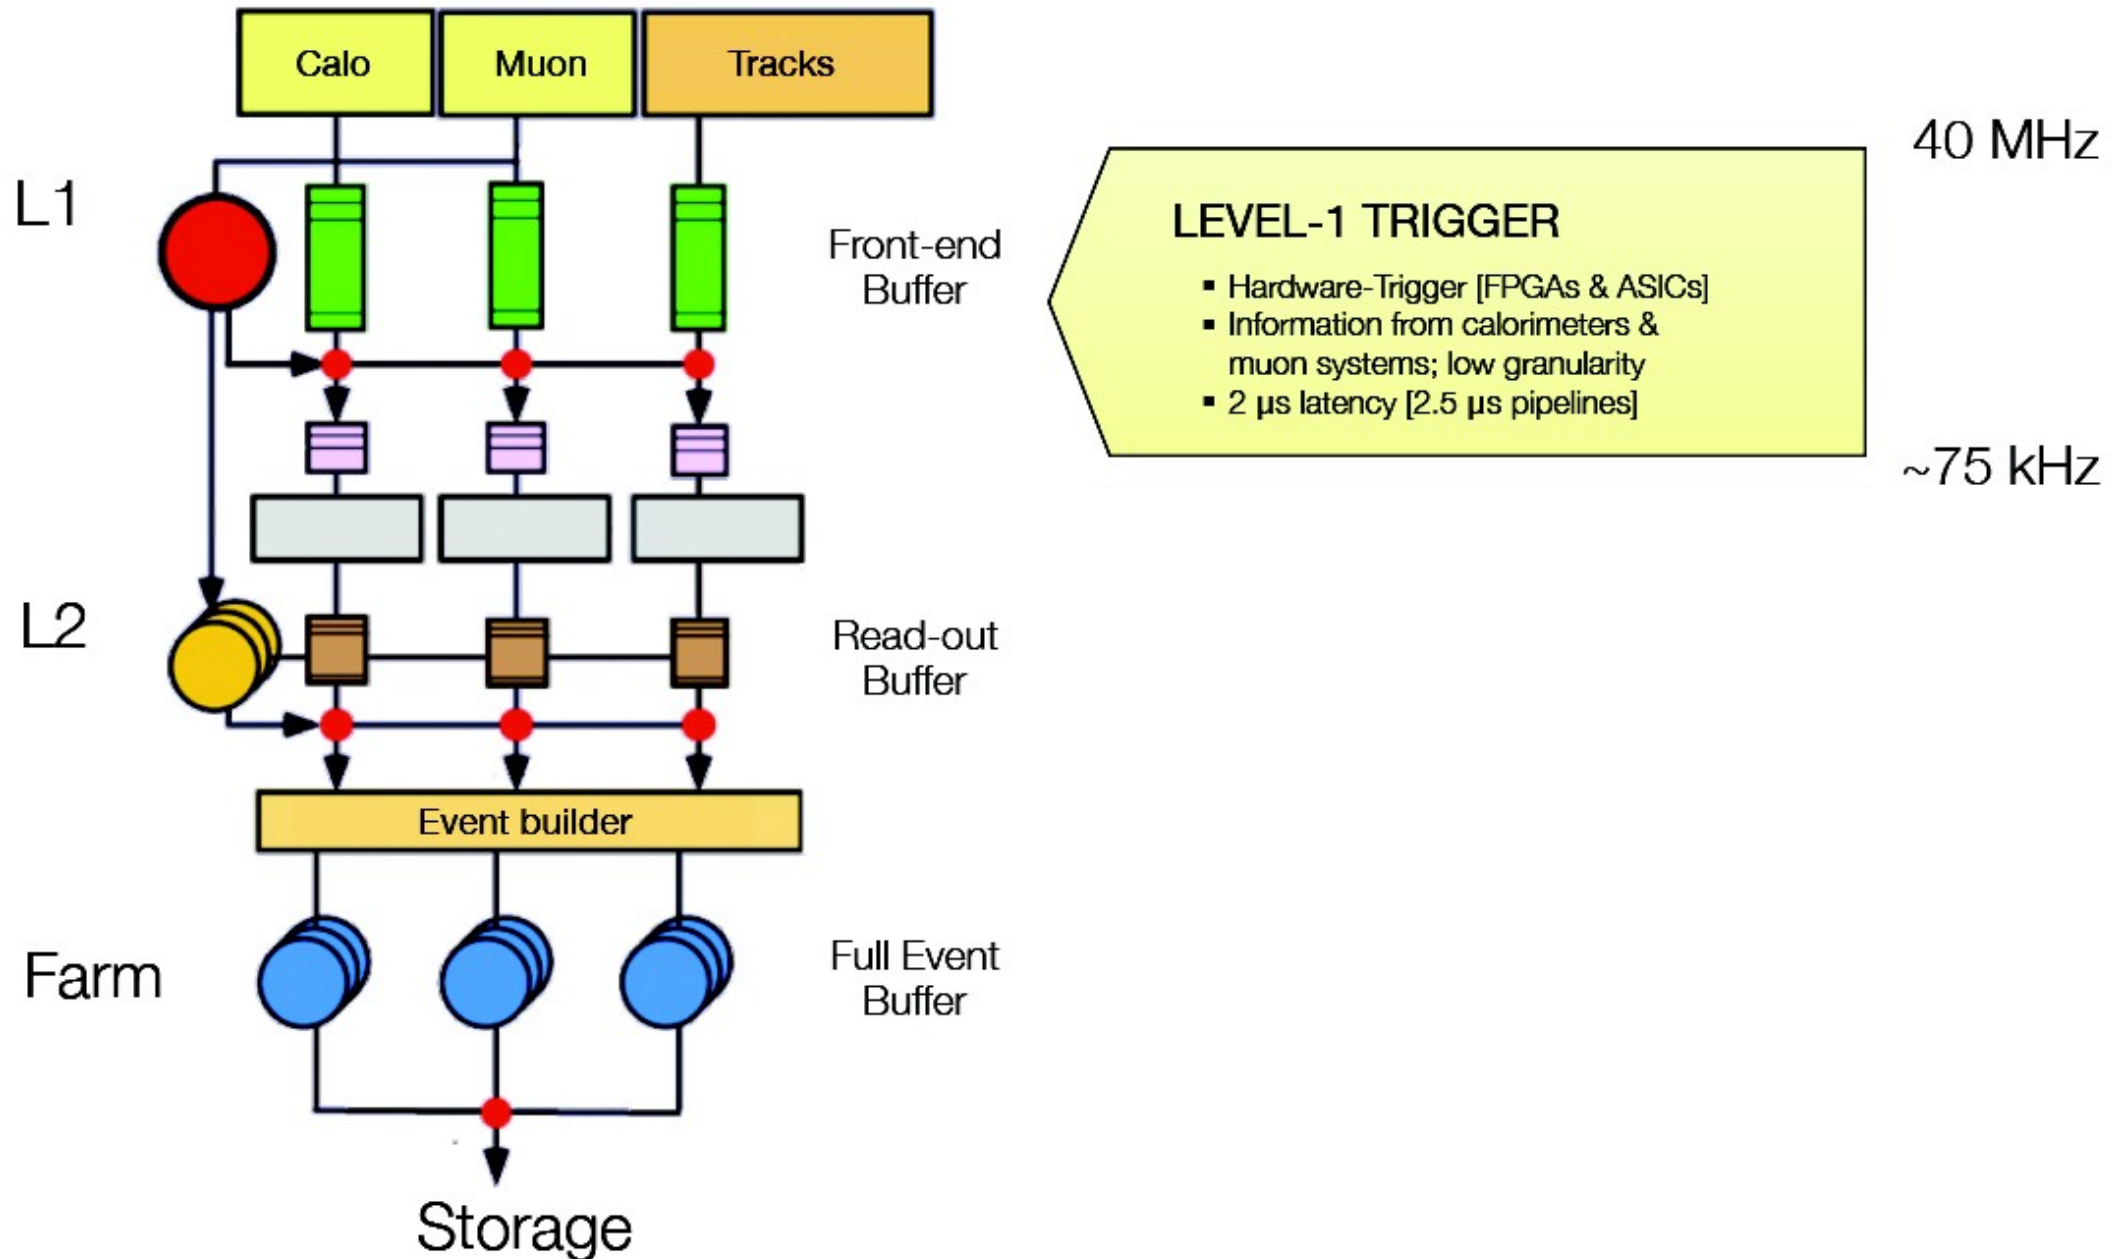 Calo
Muon
Tracks
40 MHz
L1
Front-end
Buffer
LEVEL-1 TRIGGER
▪ Hardware-Trigger [FPGAs & ASICs]
▪ Information from calorimeters &
muon systems; low granularity
▪ 2 µs latency [2.5 µs pipelines]
~75 kHz
L2
Read-out
Buffer
Event builder
Farm
Full Event
Buffer
Storage